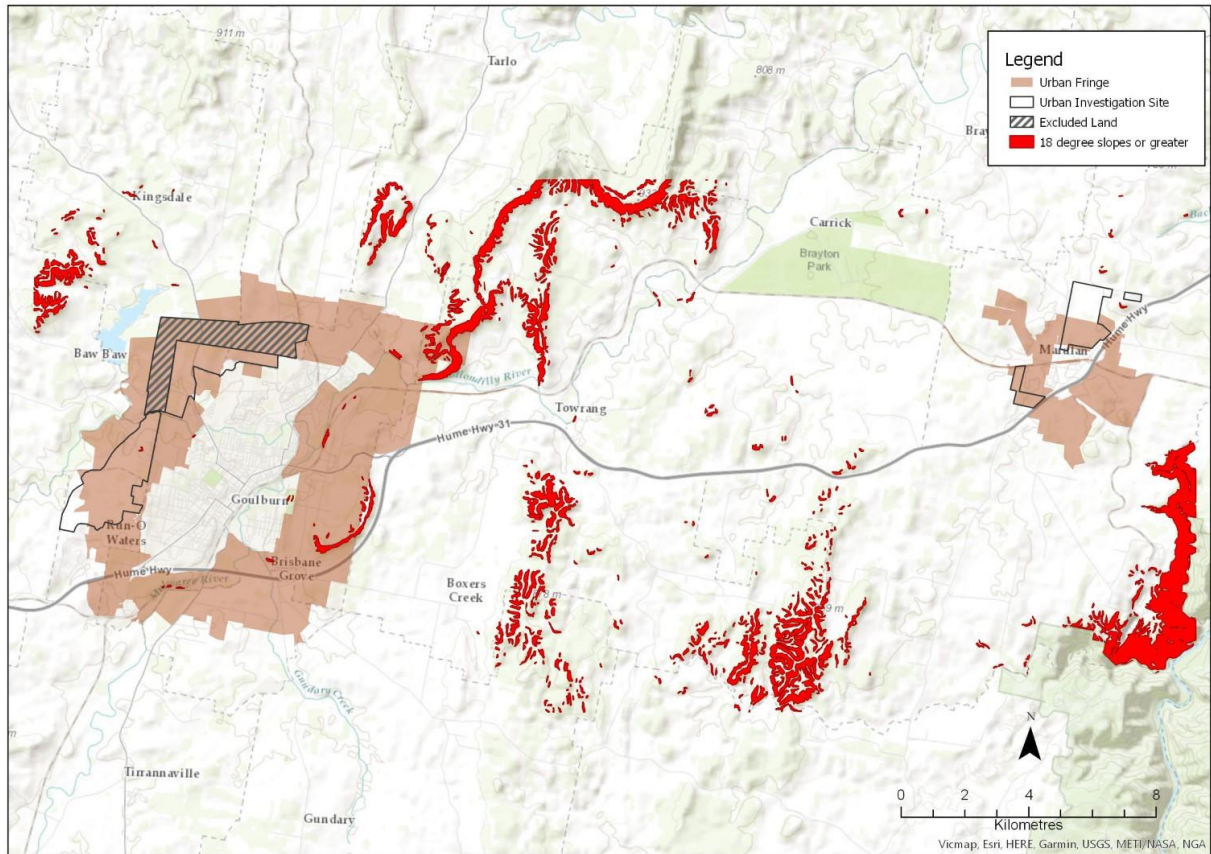 911 m
Tarlo
808 m
Legend
Urban Fringe
Urban Investigation Site
Excluded Land
18 degree slopes or greater
Kingsdale
Carrick
Brayton
Park
Baw Baw
Marulan
Hume Hwy
Towrang
Hume Hwy 31
Goulburn
Run-O
Waters
Brisbane
Grove
Hume Hwy
Boxers
Creek
Gundary Creek
Tirrannaville
Gundary
N
0 2 4 8
Kilometres
Vicmap, Esri, HERE, Garmin, USGS, METI/NASA, NGA